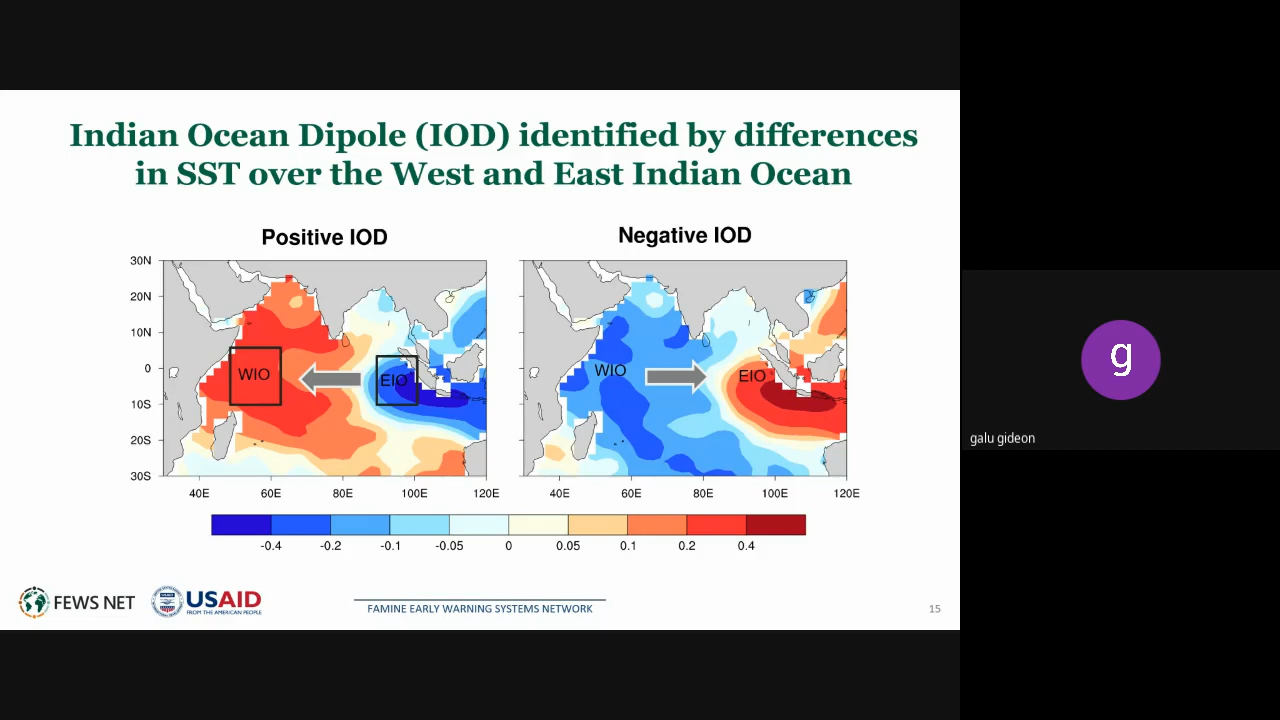 Indian Ocean Dipole (IOD) identified by differences
in SST over the West and East Indian Ocean
Positive IOD
Negative IOD
30N
20N
10N
0
10S
20S
30S
WIO
EIO
WIO
EIO
40E 60E 80E 100E 120E
40E 60E 80E 100E 120E
-0.4 -0.2 -0.1 -0.05 0 0.05 0.1 0.2 0.4
FEWS NET
USAID
FROM THE AMERICAN PEOPLE
FAMINE EARLY WARNING SYSTEMS NETWORK
15
g
galu gideon